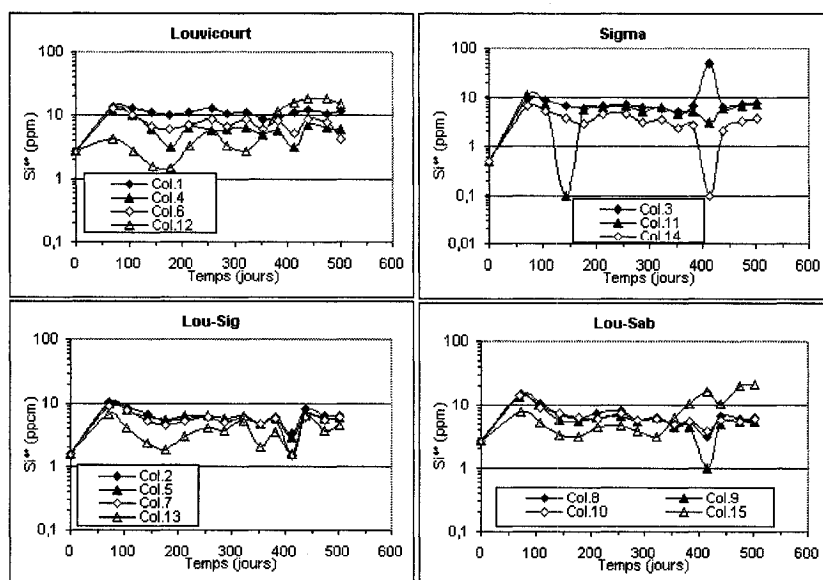 Louvicourt
Si** (ppm)
100
10
1
0,1
Col.1
Col.4
Col.6
Col.12
0 100 200 300 400 500 600
Temps (jours)
Sigma
Si** (ppm)
100
10
1
0,1
0,01
Col.3
Col.11
Col.14
0 100 200 300 400 500 600
Temps (jours)
Lou-Sig
Si** (ppcm)
100
10
1
0,1
Col.2
Col.5
Col.7
Col.13
0 100 200 300 400 500 600
Temps (jours)
Lou-Sab
Si** (ppm)
100
10
1
0,1
Col.8 Col.9
Col.10 Col.15
0 100 200 300 400 500 600
Temps (jours)